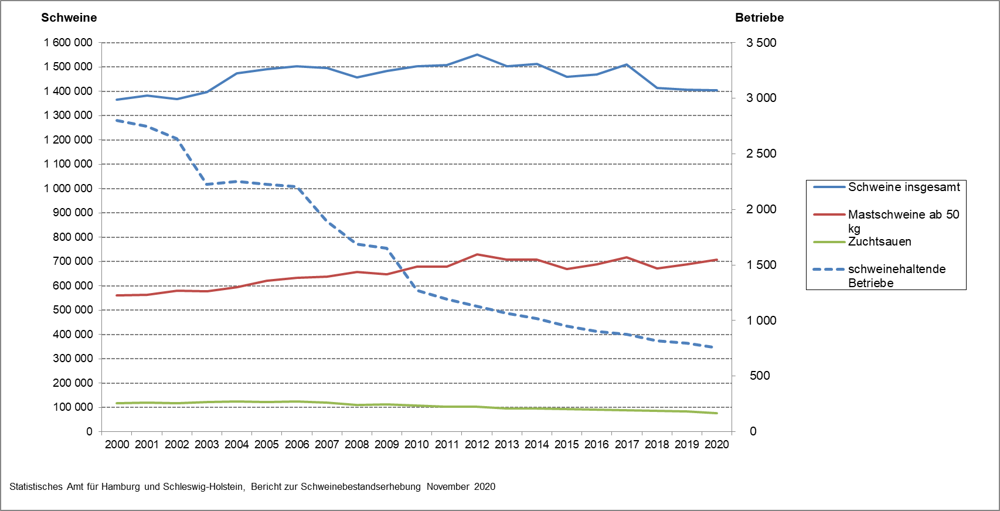 Schweine
Betriebe
1 600 000
1 500 000
1 400 000
1 300 000
1 200 000
1 100 000
1 000 000
900 000
800 000
700 000
600 000
500 000
400 000
300 000
200 000
100 000
0
3 500
3 000
2 500
2 000
1 500
1 000
500
0
2000 2001 2002 2003 2004 2005 2006 2007 2008 2009 2010 2011 2012 2013 2014 2015 2016 2017 2018 2019 2020
Schweine insgesamt
Mastschweine ab 50
kg
Zuchtsauen
schweinehaltende
Betriebe
Statistisches Amt für Hamburg und Schleswig-Holstein, Bericht zur Schweinebestandserhebung November 2020